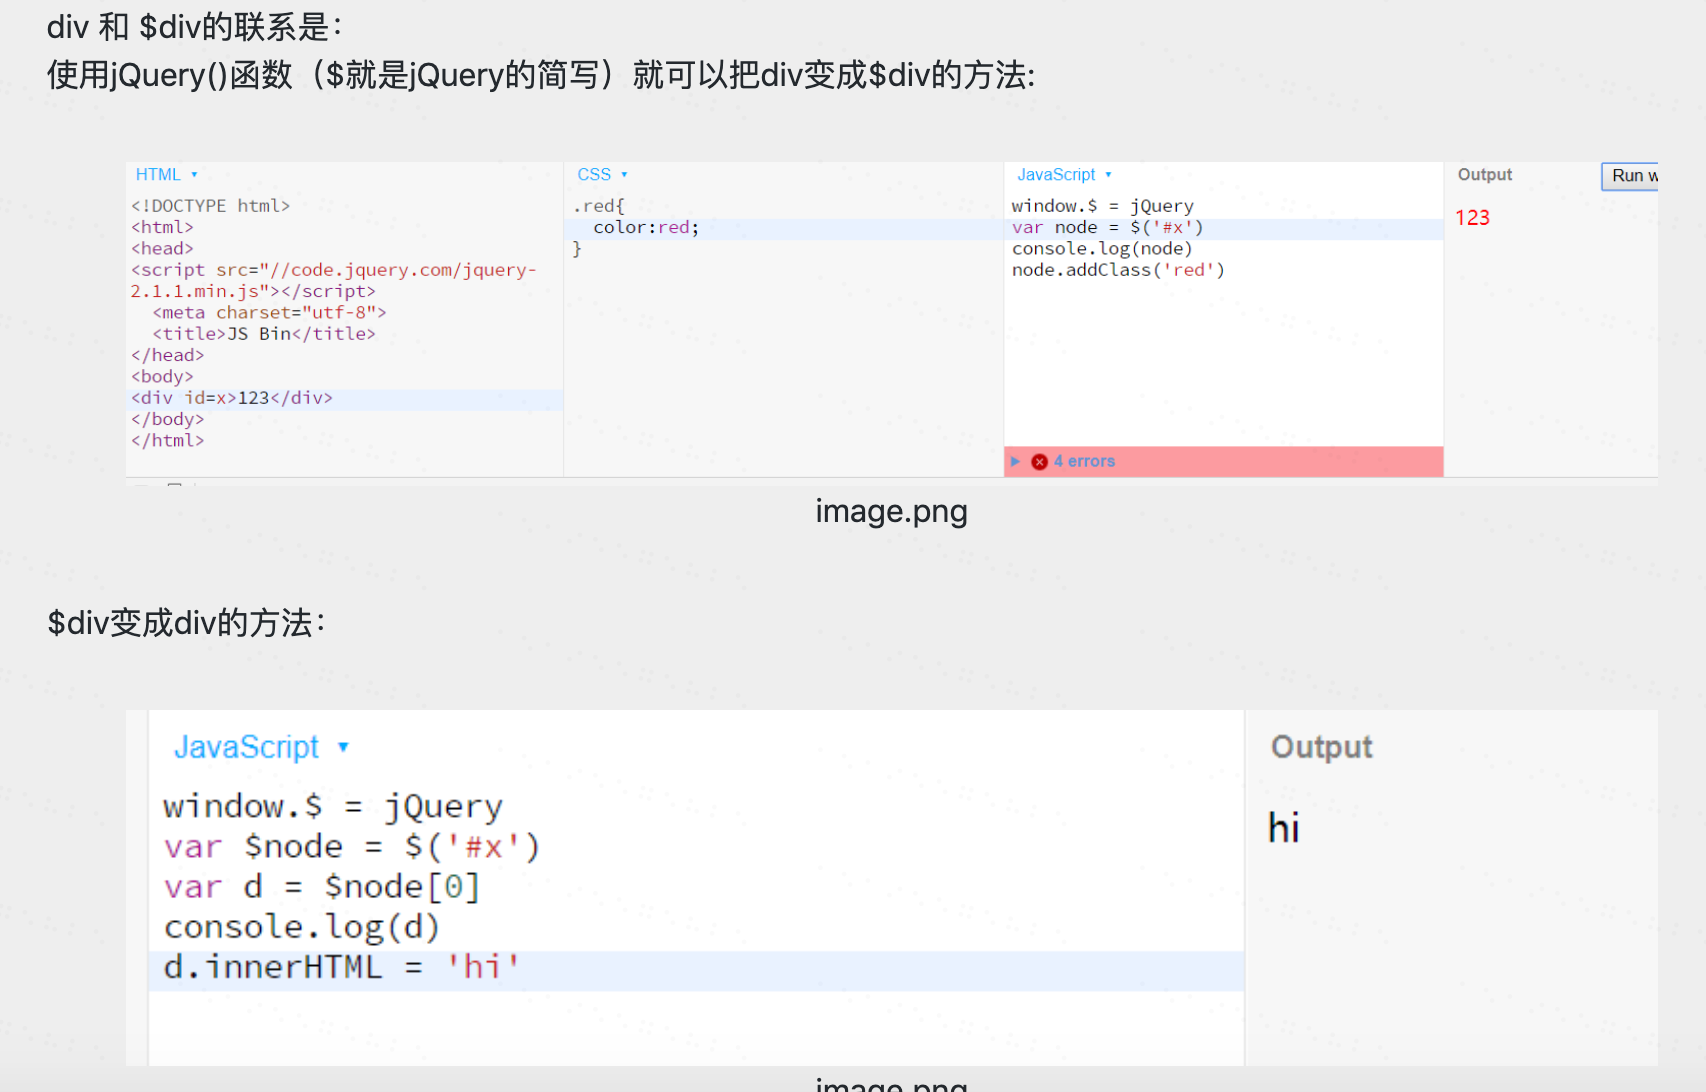 div 和 $div的联系是：
使用jQuery()函数（$就是jQuery的简写）就可以把div变成$div的方法:
HTML
<!DOCTYPE html>
<html>
<head>
<script src="//code.jquery.com/jquery-
2.1.1.min.js"></script>
<meta charset="utf-8">
<title>JS Bin</title>
</head>
<body>
<div id=x>123</div>
</body>
</html>
CSS
.red{
color:red;
}
JavaScript
window.$ = jQuery
var node = $('#x')
console.log(node)
node.addClass('red')
4 errors
Output
Run w
123
image.png
$div变成div的方法：
JavaScript
window.$ = jQuery
var $node = $('#x')
var d = $node[0]
console.log(d)
d.innerHTML = 'hi'
Output
hi
image.png